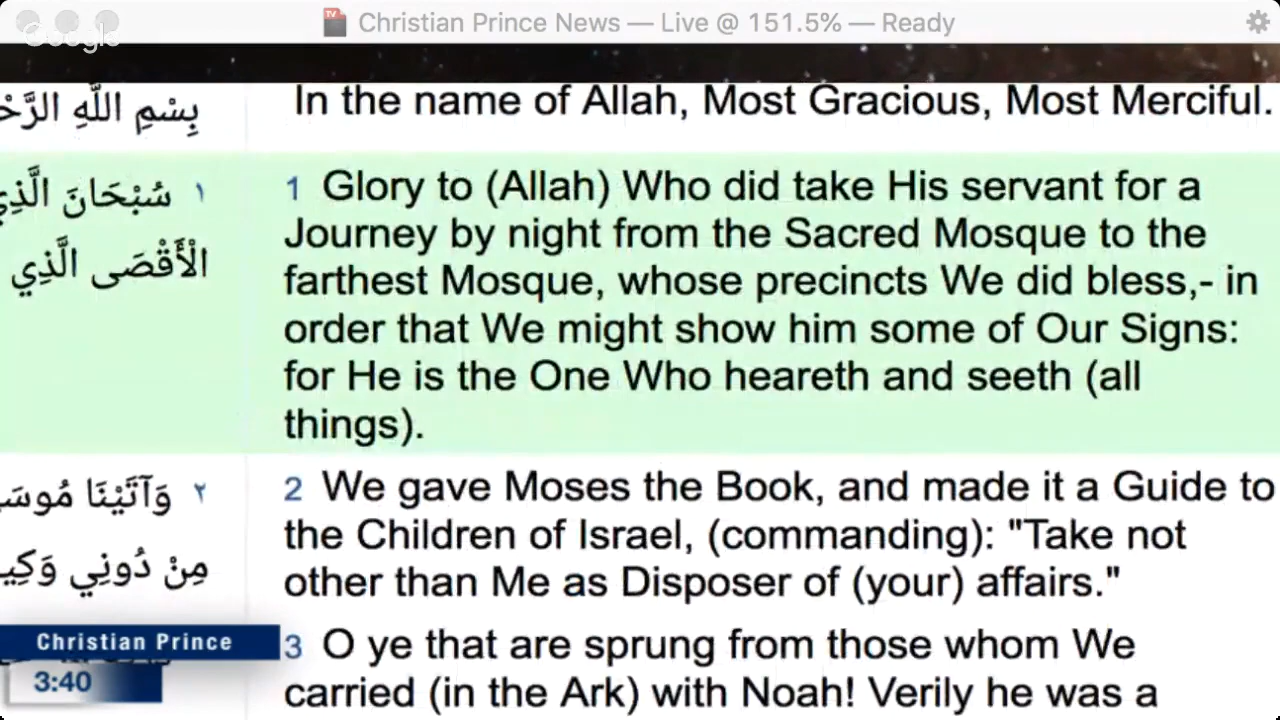 Christian Prince News — Live @ 151.5% — Ready
Google
بِسْمِ اللَّهِ
In the name of Allah, Most Gracious, Most Merciful.
١ سُبْحَانَ
الْأَقْصَى الَّذِي
1 Glory to (Allah) Who did take His servant for a
Journey by night from the Sacred Mosque to the
farthest Mosque, whose precincts We did bless,- in
order that We might show him some of Our Signs:
for He is the One Who heareth and seeth (all
things).
٢ وَآتَيْنَا
مِنْ دُونِي
2 We gave Moses the Book, and made it a Guide to
the Children of Israel, (commanding): "Take not
other than Me as Disposer of (your) affairs."
3 O ye that are sprung from those whom We
carried (in the Ark) with Noah! Verily he was a
Christian Prince
3:40